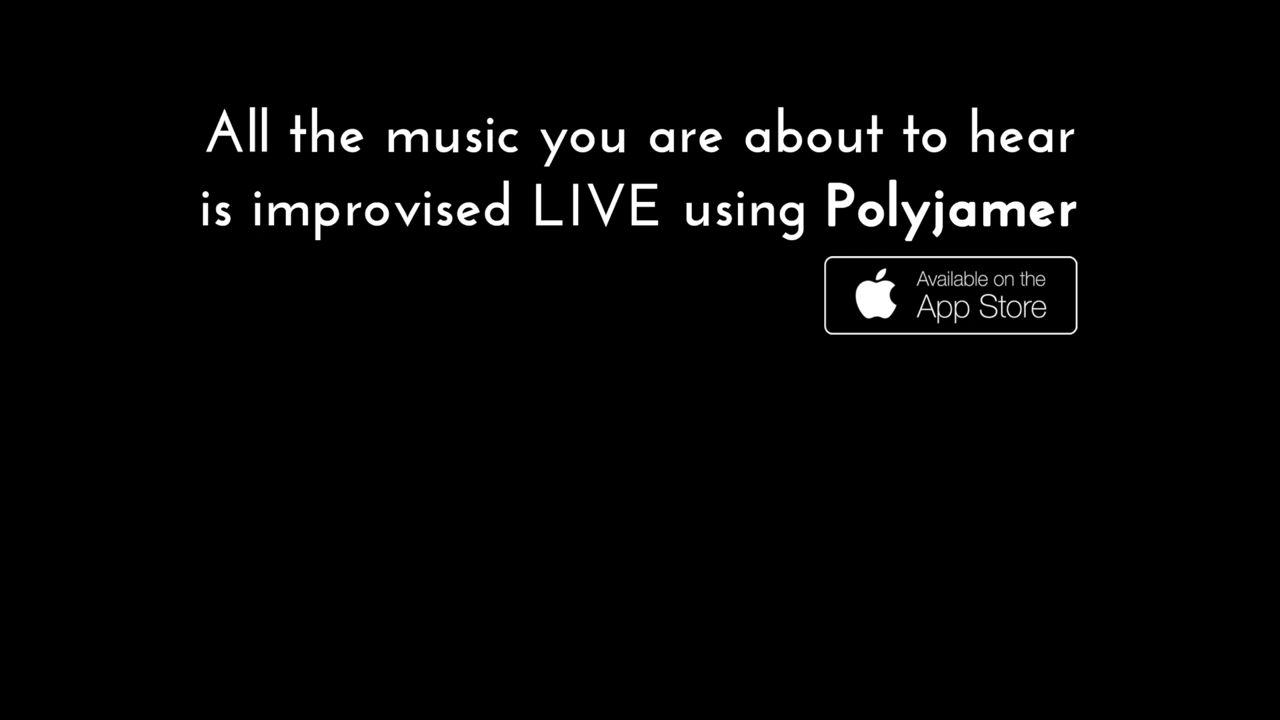 All the music you are about to hear
is improvised LIVE using Polyjamer
Available on the
App Store